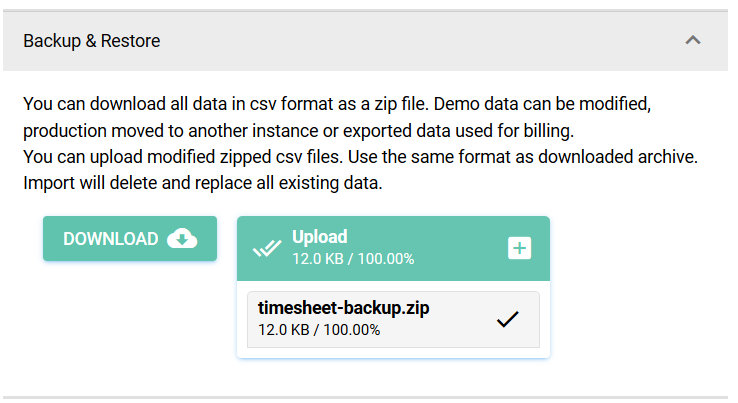 Backup & Restore
You can download all data in csv format as a zip file. Demo data can be modified,
production moved to another instance or exported data used for billing.
You can upload modified zipped csv files. Use the same format as downloaded archive.
Import will delete and replace all existing data.
DOWNLOAD
Upload
12.0 KB / 100.00%
timesheet-backup.zip
12.0 KB / 100.00%